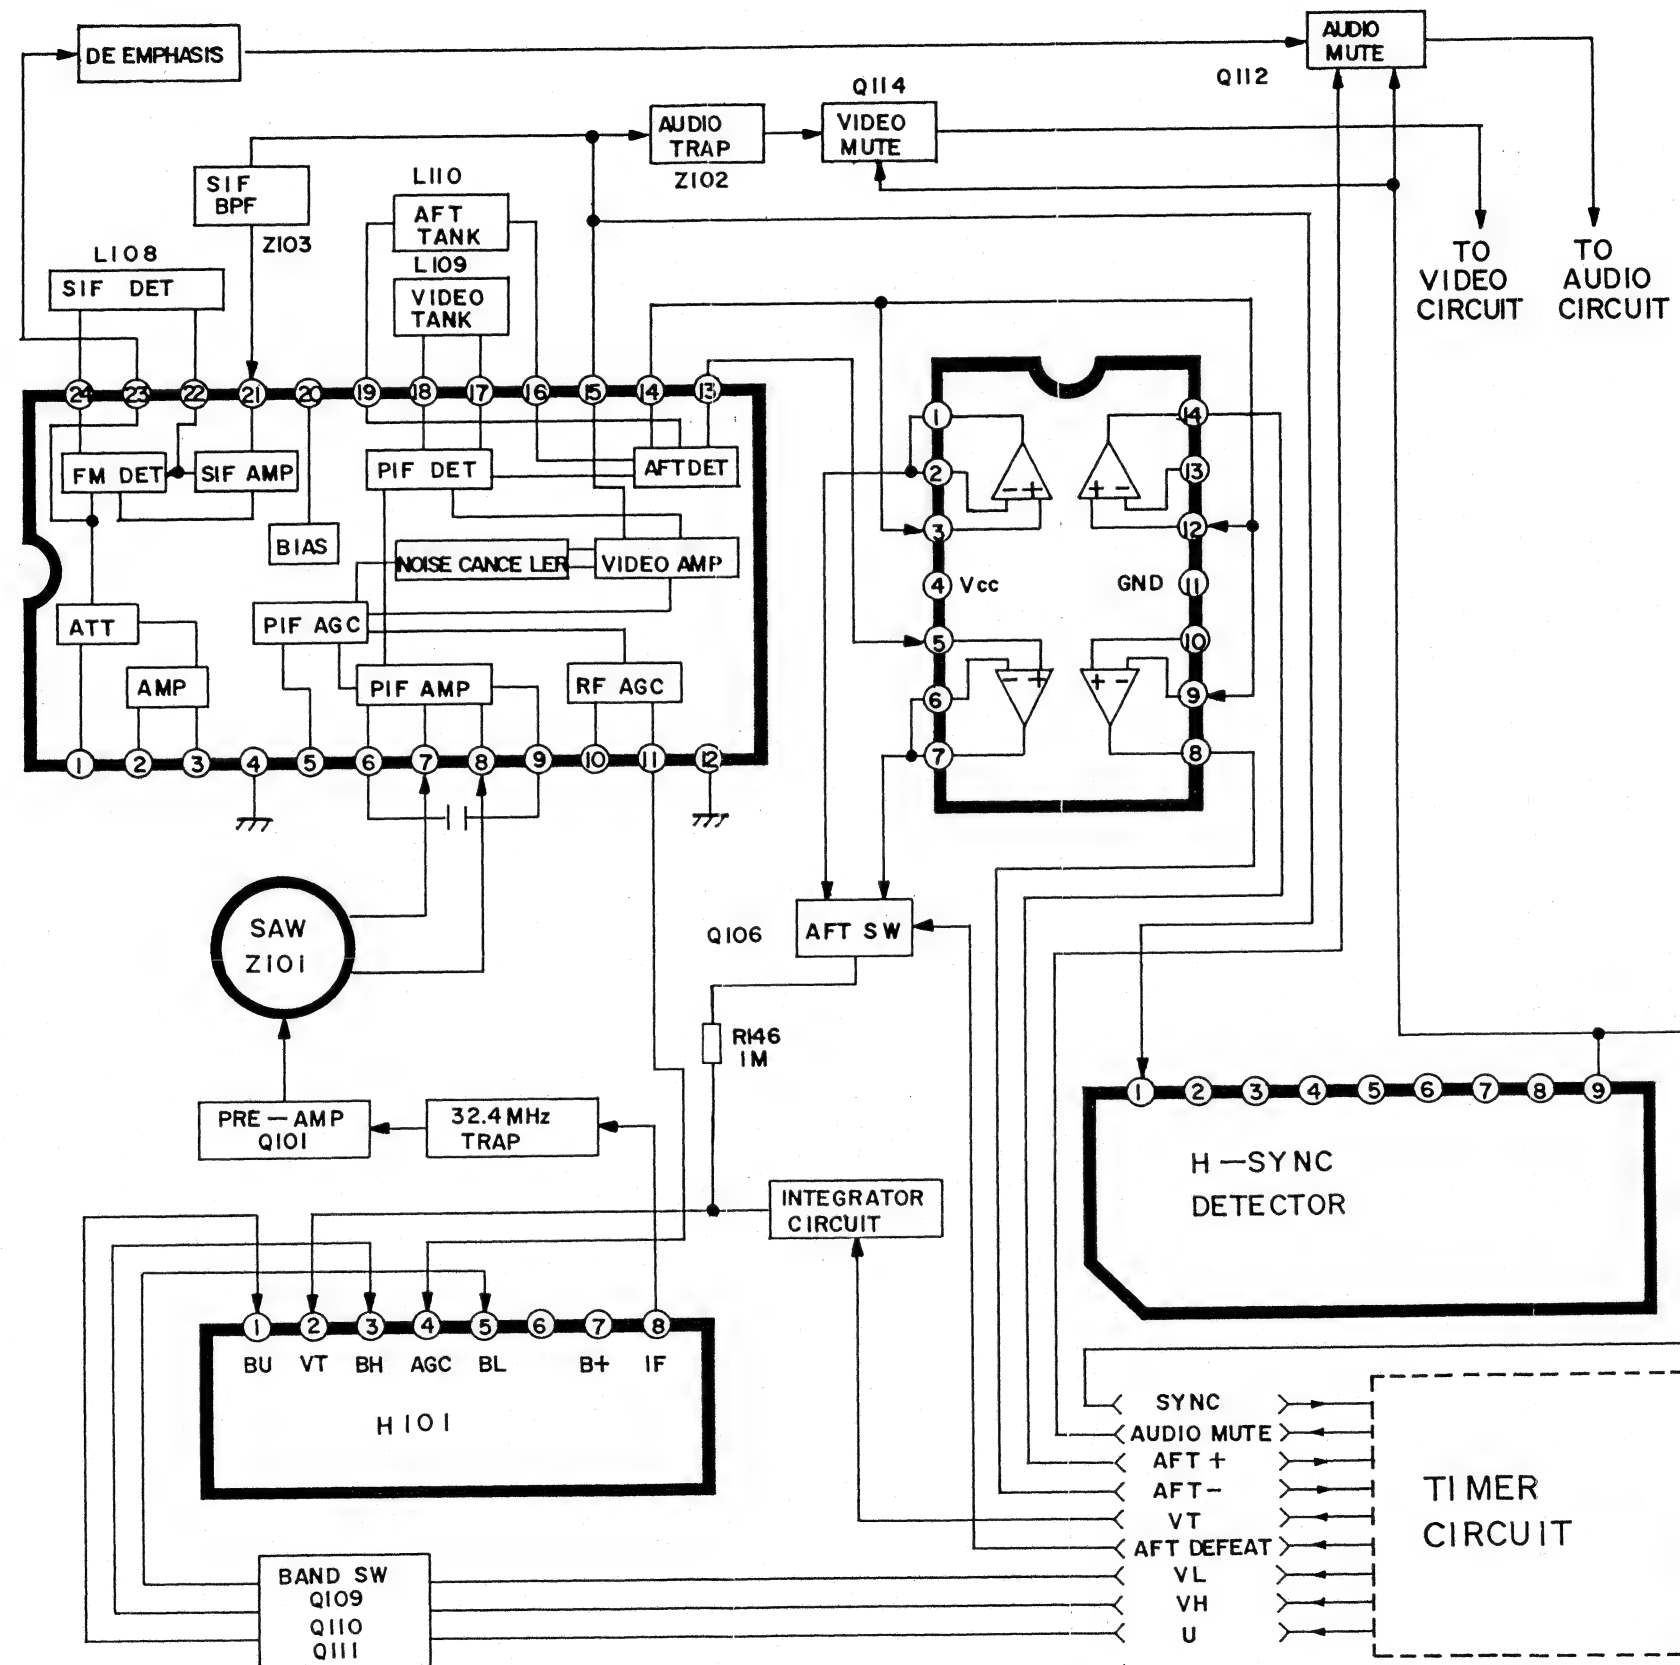 DE EMPHASIS
AUDIO
MUTE
Q112
Q114
AUDIO
TRAP
Z102
VIDEO
MUTE
SIF
BPF
Z103
L110
AFT
TANK
L109
VIDEO
TANK
L108
SIF DET
TO
VIDEO
CIRCUIT
TO
AUDIO
CIRCUIT
24 23 22 21 20 19 18 17 16 15 14 13
FM DET
SIF AMP
PIF DET
AFT DET
BIAS
NOISE CANCE LER
VIDEO AMP
ATT
PIF AGC
AMP
PIF AMP
RF AGC
1 2 3 4 5 6 7 8 9 10 11 12
1 14
2 13
- + + -
3 12
4 Vcc GND 11
5 10
- + + -
6 9
7 8
SAW
Z101
Q106
AFT SW
R146
1M
PRE-AMP
Q101
32.4MHz
TRAP
INTEGRATOR
CIRCUIT
1 2 3 4 5 6 7 8 9
H-SYNC
DETECTOR
1 2 3 4 5 6 7 8
BU VT BH AGC BL B+ IF
H101
SYNC
AUDIO MUTE
AFT +
AFT -
VT
AFT DEFEAT
VL
VH
U
TIMER
CIRCUIT
BAND SW
Q109
Q110
Q111